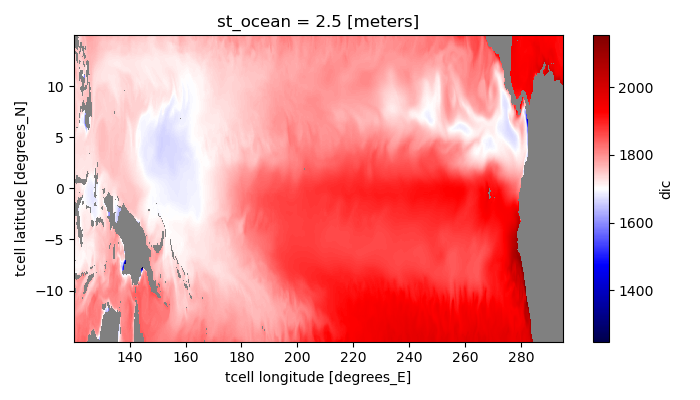 st_ocean = 2.5 [meters]
10
5
0
−5
−10
tcell latitude [degrees_N]
140 160 180 200 220 240 260 280
tcell longitude [degrees_E]
2000
1800
1600
1400
dic